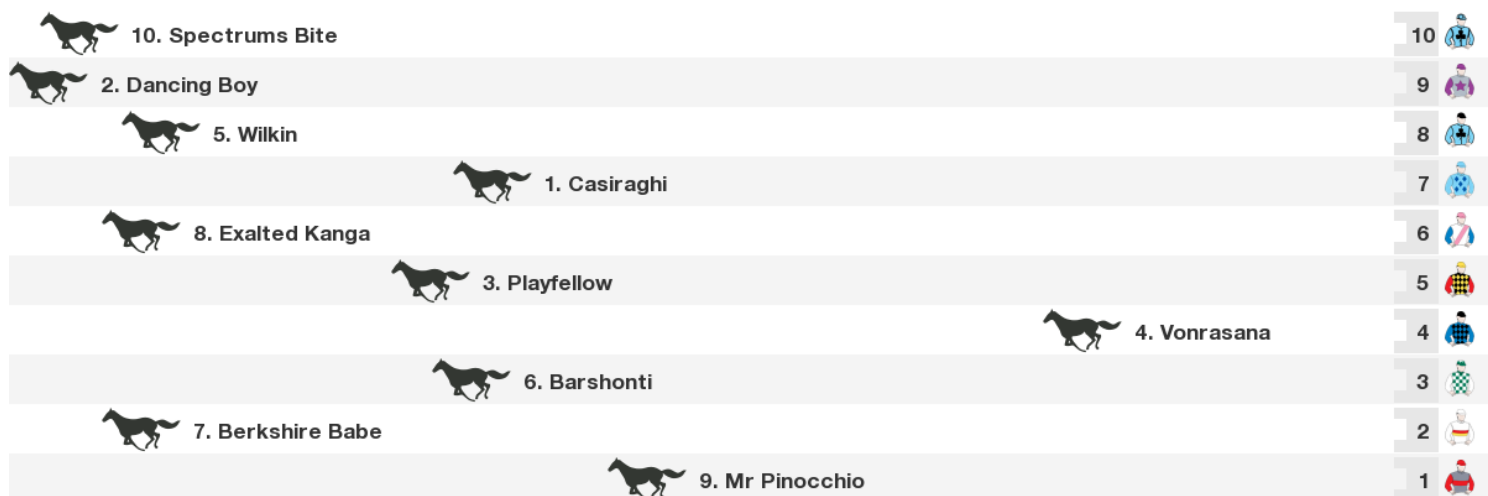 10. Spectrums Bite 10
2. Dancing Boy 9
5. Wilkin 8
1. Casiraghi 7
8. Exalted Kanga 6
3. Playfellow 5
4. Vonrasana 4
6. Barshonti 3
7. Berkshire Babe 2
9. Mr Pinocchio 1